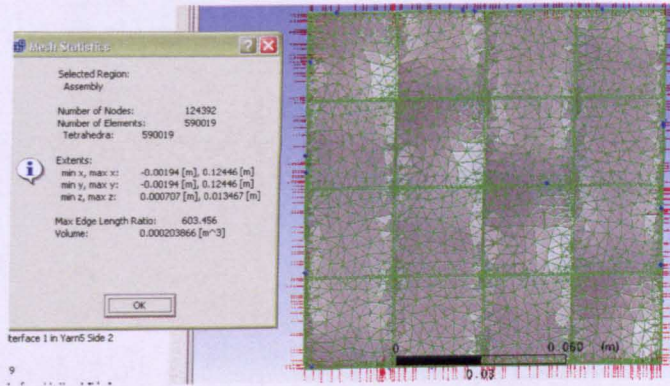 Mesh Statistics
Selected Region:
Assembly
Number of Nodes: 124392
Number of Elements: 590019
Tetrahedra: 590019
Extents:
min x, max x: -0.00194 [m], 0.12446 [m]
min y, max y: -0.00194 [m], 0.12446 [m]
min z, max z: 0.000707 [m], 0.013467 [m]
Max Edge Length Ratio: 603.456
Volume: 0.000203866 [m^3]
OK
terface 1 in Yarn5 Side 2
9
0 0.060 (m)
0.03